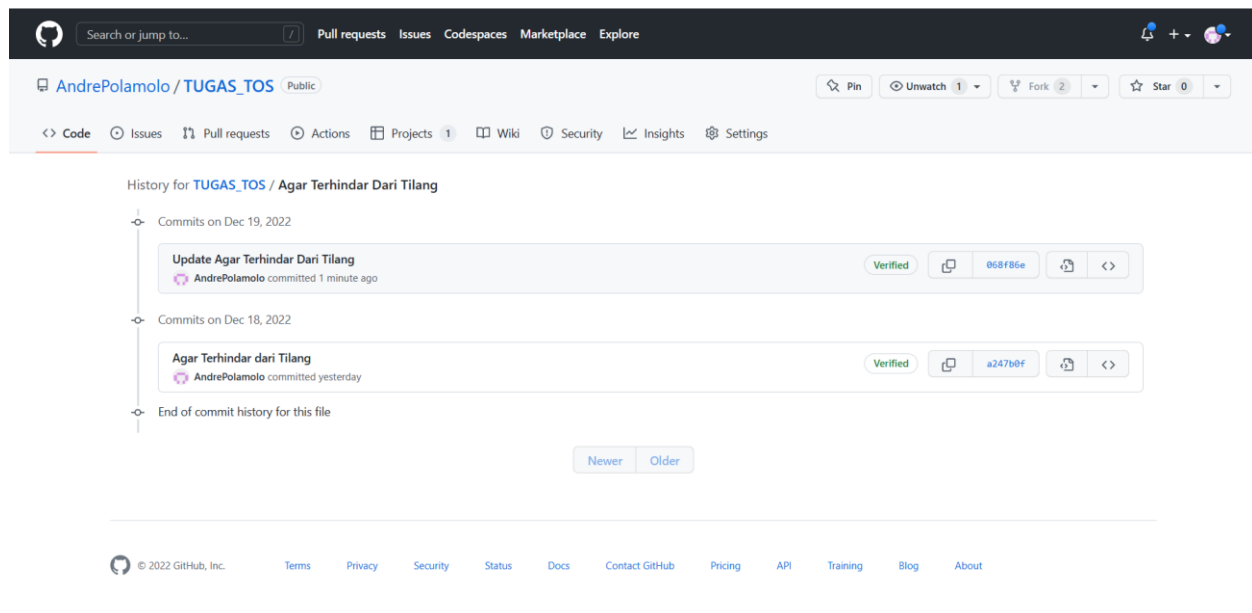 Search or jump to... / Pull requests Issues Codespaces Marketplace Explore
AndrePolamolo / TUGAS_TOS Public Pin Unwatch 1 Fork 2 Star 0
<> Code Issues Pull requests Actions Projects 1 Wiki Security Insights Settings
History for TUGAS_TOS / Agar Terhindar Dari Tilang
Commits on Dec 19, 2022
Update Agar Terhindar Dari Tilang
AndrePolamolo committed 1 minute ago
Verified 068f86e
Commits on Dec 18, 2022
Agar Terhindar dari Tilang
AndrePolamolo committed yesterday
Verified a247b0f
End of commit history for this file
Newer Older
© 2022 GitHub, Inc. Terms Privacy Security Status Docs Contact GitHub Pricing API Training Blog About